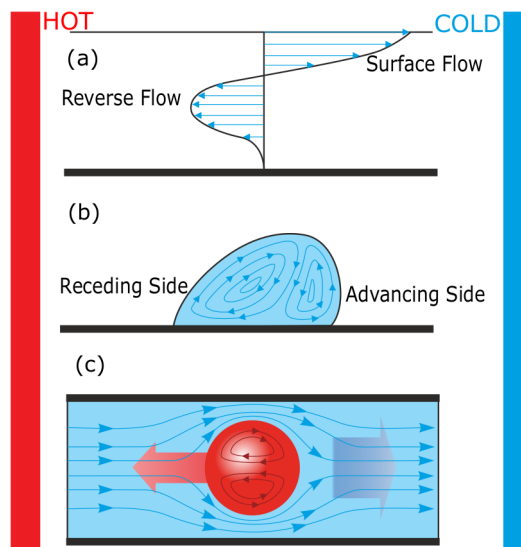 HOT
COLD
(a)
Surface Flow
Reverse Flow
(b)
Receding Side
Advancing Side
(c)